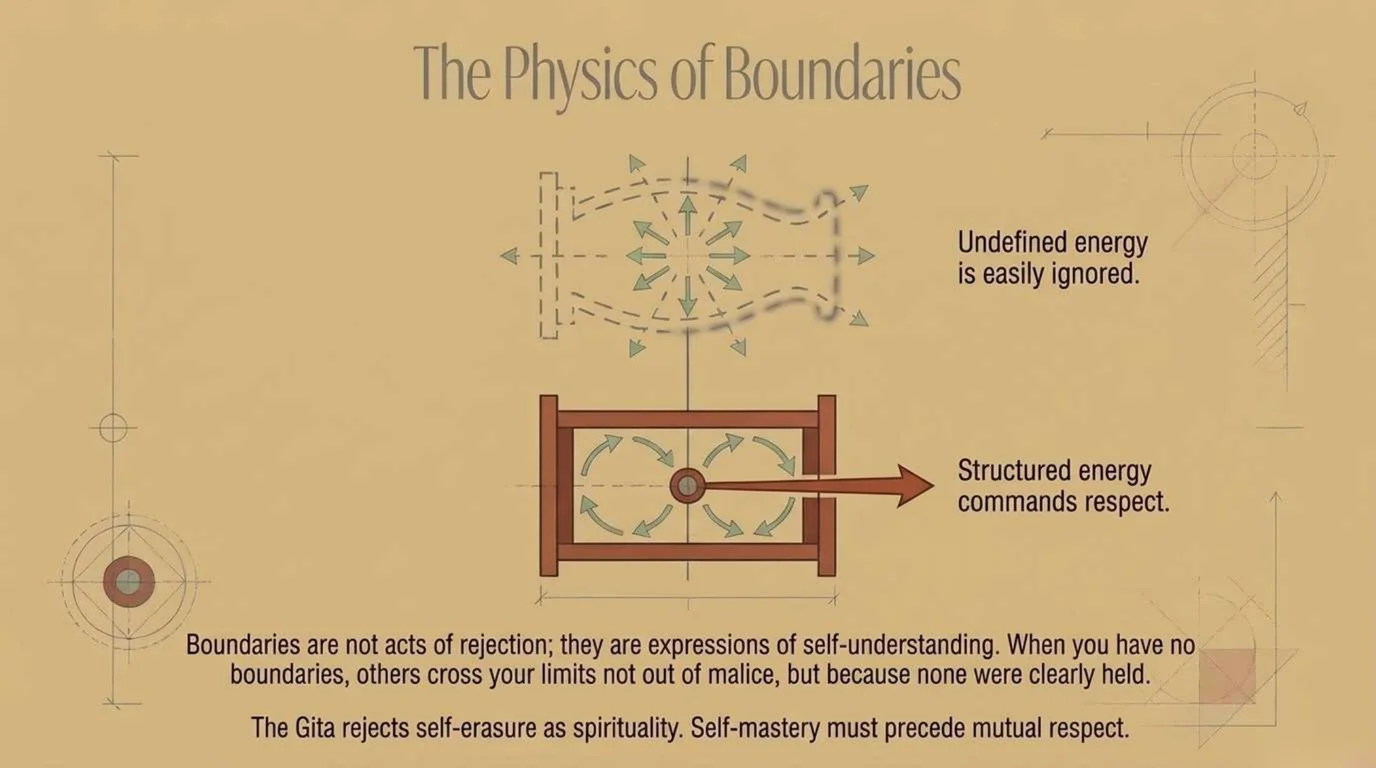 The Physics of Boundaries
Undefined energy
is easily ignored.
Structured energy
commands respect.
Boundaries are not acts of rejection; they are expressions of self-understanding. When you have no
boundaries, others cross your limits not out of malice, but because none were clearly held.
The Gita rejects self-erasure as spirituality. Self-mastery must precede mutual respect.